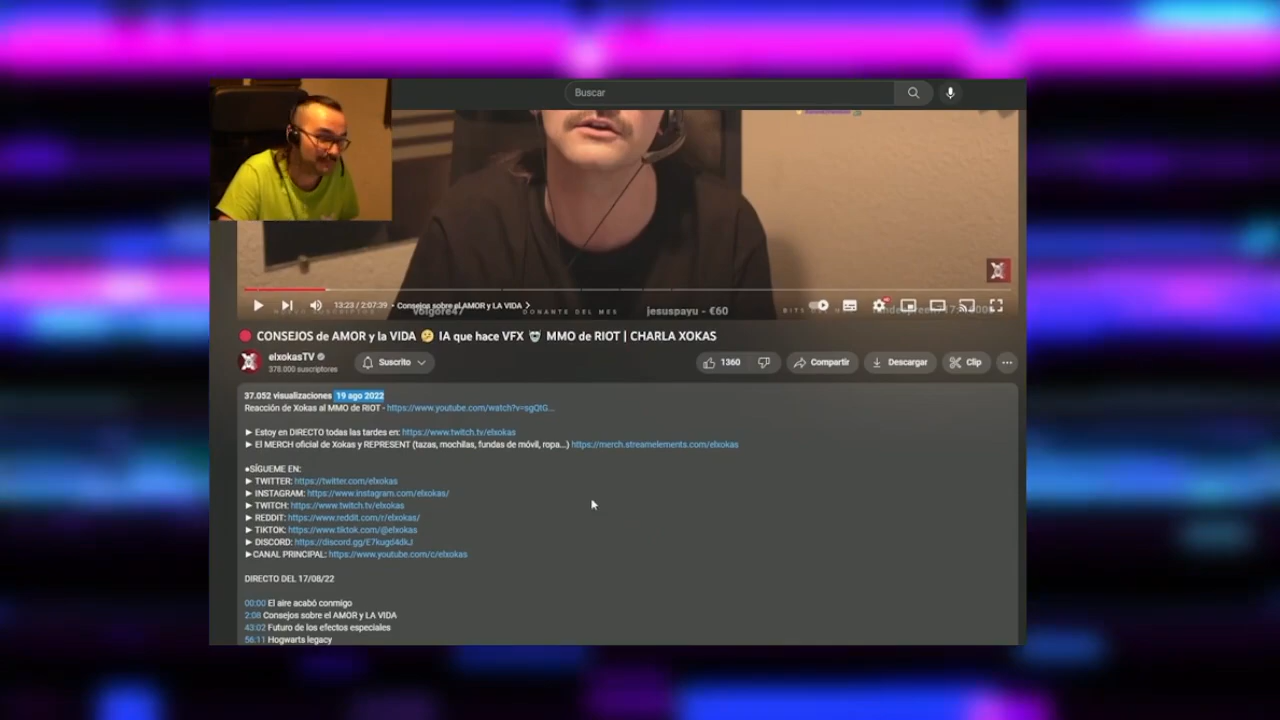 Buscar
13:23 / 2:07:39 • Consejos sobre el AMOR y LA VIDA
volgore47
DONANTE DEL MES
jesuspayu - €60
🔴 CONSEJOS de AMOR y la VIDA 🤔 IA que hace VFX MMO de RIOT | CHARLA XOKAS
elxokasTV
378.000 suscriptores
Suscrito
1360
Compartir
Descargar
Clip
37.052 visualizaciones 19 ago 2022
Reacción de Xokas al MMO de RIOT - https://www.youtube.com/watch?v=sgQtG...
► Estoy en DIRECTO todas las tardes en: https://www.twitch.tv/elxokas
► El MERCH oficial de Xokas y REPRESENT (tazas, mochilas, fundas de móvil, ropa...) https://merch.streamelements.com/elxokas
●SÍGUEME EN:
► TWITTER: https://twitter.com/elxokas
► INSTAGRAM: https://www.instagram.com/elxokas/
► TWITCH: https://www.twitch.tv/elxokas
► REDDIT: https://www.reddit.com/r/elxokas/
► TIKTOK: https://www.tiktok.com/@elxokas
► DISCORD: https://discord.gg/E7kugd4dkJ
►CANAL PRINCIPAL: https://www.youtube.com/c/elxokas
DIRECTO DEL 17/08/22
00:00 El aire acabó conmigo
2:08 Consejos sobre el AMOR y LA VIDA
43:02 Futuro de los efectos especiales
56:11 Hogwarts legacy